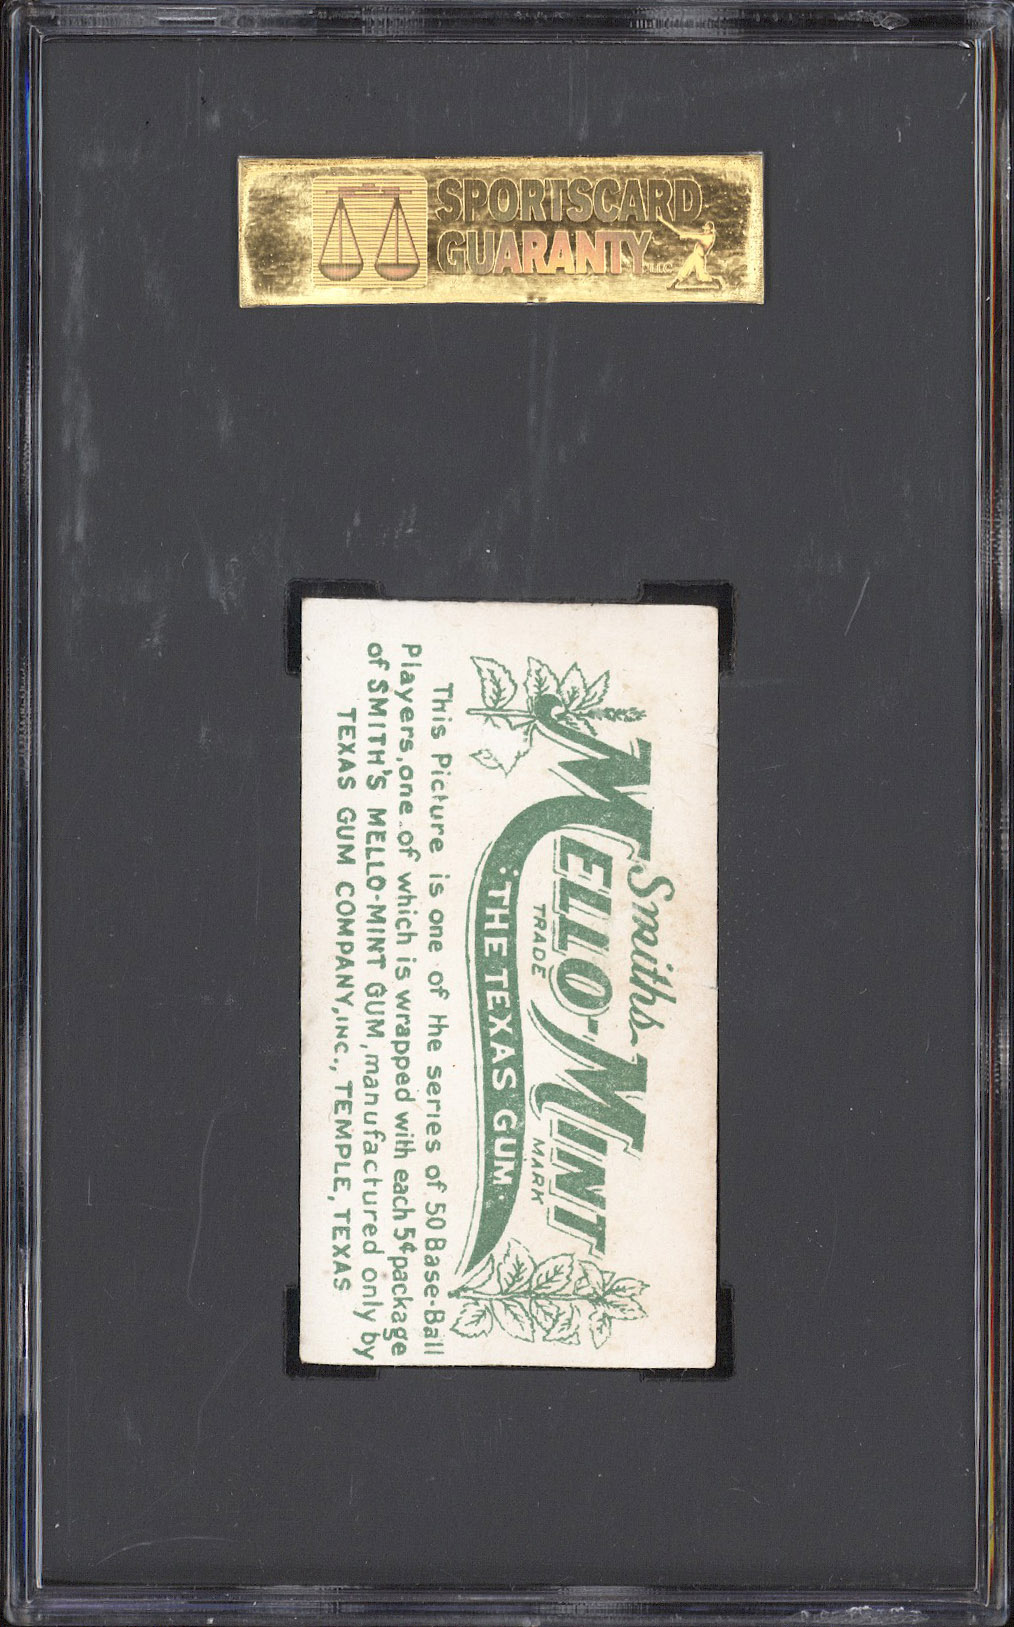 SPORTSCARD
GUARANTY LLC
Smiths
MELLO-MINT
TRADE MARK
· THE TEXAS GUM ·
This Picture is one of the series of 50 Base-Ball
Players, one of which is wrapped with each 5¢ package
of SMITH'S MELLO-MINT GUM, manufactured only by
TEXAS GUM COMPANY, INC., TEMPLE, TEXAS